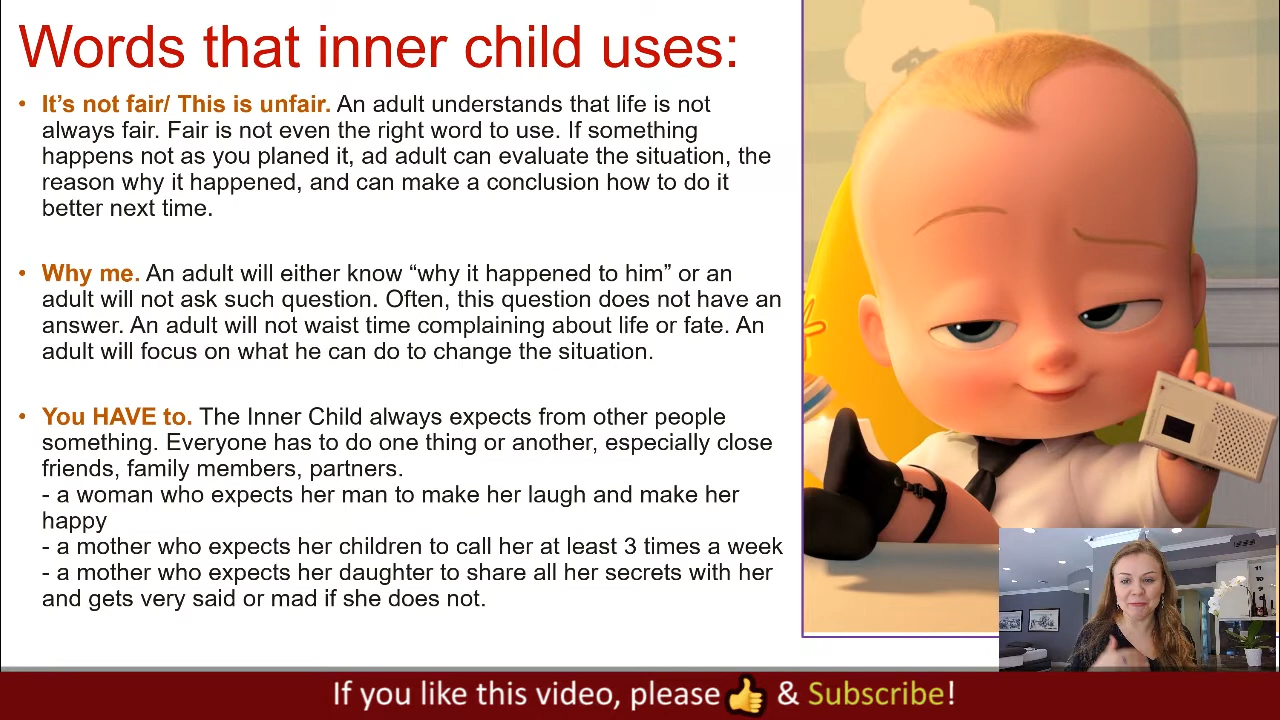 Words that inner child uses:
• It’s not fair/ This is unfair. An adult understands that life is not
always fair. Fair is not even the right word to use. If something
happens not as you planed it, ad adult can evaluate the situation, the
reason why it happened, and can make a conclusion how to do it
better next time.
• Why me. An adult will either know “why it happened to him” or an
adult will not ask such question. Often, this question does not have an
answer. An adult will not waist time complaining about life or fate. An
adult will focus on what he can do to change the situation.
• You HAVE to. The Inner Child always expects from other people
something. Everyone has to do one thing or another, especially close
friends, family members, partners.
- a woman who expects her man to make her laugh and make her
happy
- a mother who expects her children to call her at least 3 times a week
- a mother who expects her daughter to share all her secrets with her
and gets very said or mad if she does not.
If you like this video, please 👍 & Subscribe!